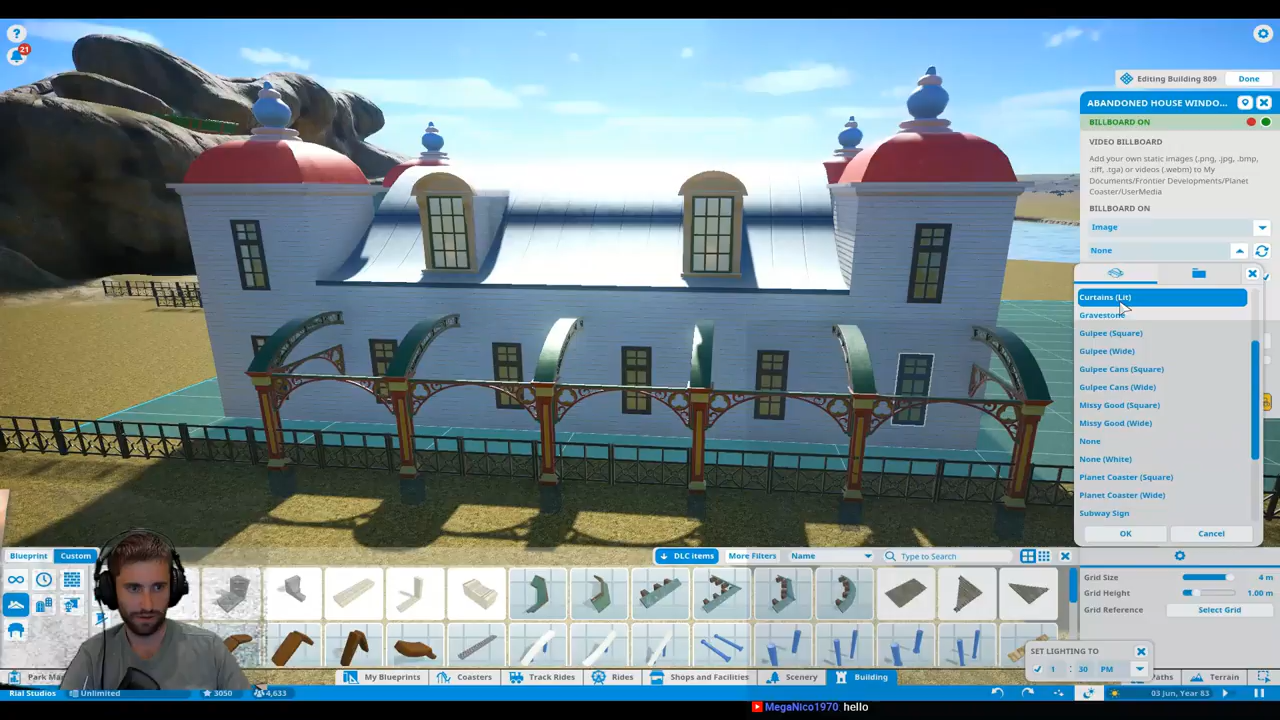 ?
21
Editing Building 809
Done
ABANDONED HOUSE WINDO...
BILLBOARD ON
VIDEO BILLBOARD
Add your own static images (.png, .jpg, .bmp,
.tiff, .tga) or videos (.webm) to My
Documents/Frontier Developments/Planet
Coaster/UserMedia
BILLBOARD ON
Image
None
Curtains (Lit)
Gravestone
Gulpee (Square)
Gulpee (Wide)
Gulpee Cans (Square)
Gulpee Cans (Wide)
Missy Good (Square)
Missy Good (Wide)
None
None (White)
Planet Coaster (Square)
Planet Coaster (Wide)
Subway Sign
OK
Cancel
Blueprint
Custom
DLC items
More Filters
Name
Type to Search
Grid Size
4 m
Grid Height
1.00 m
Grid Reference
Select Grid
SET LIGHTING TO
1 : 30 PM
Park Ma
My Blueprints
Coasters
Track Rides
Rides
Shops and Facilities
Scenery
Building
Paths
Terrain
Rial Studios
Unlimited
3050
4,633
03 Jun, Year 83
MegaNico1970 hello